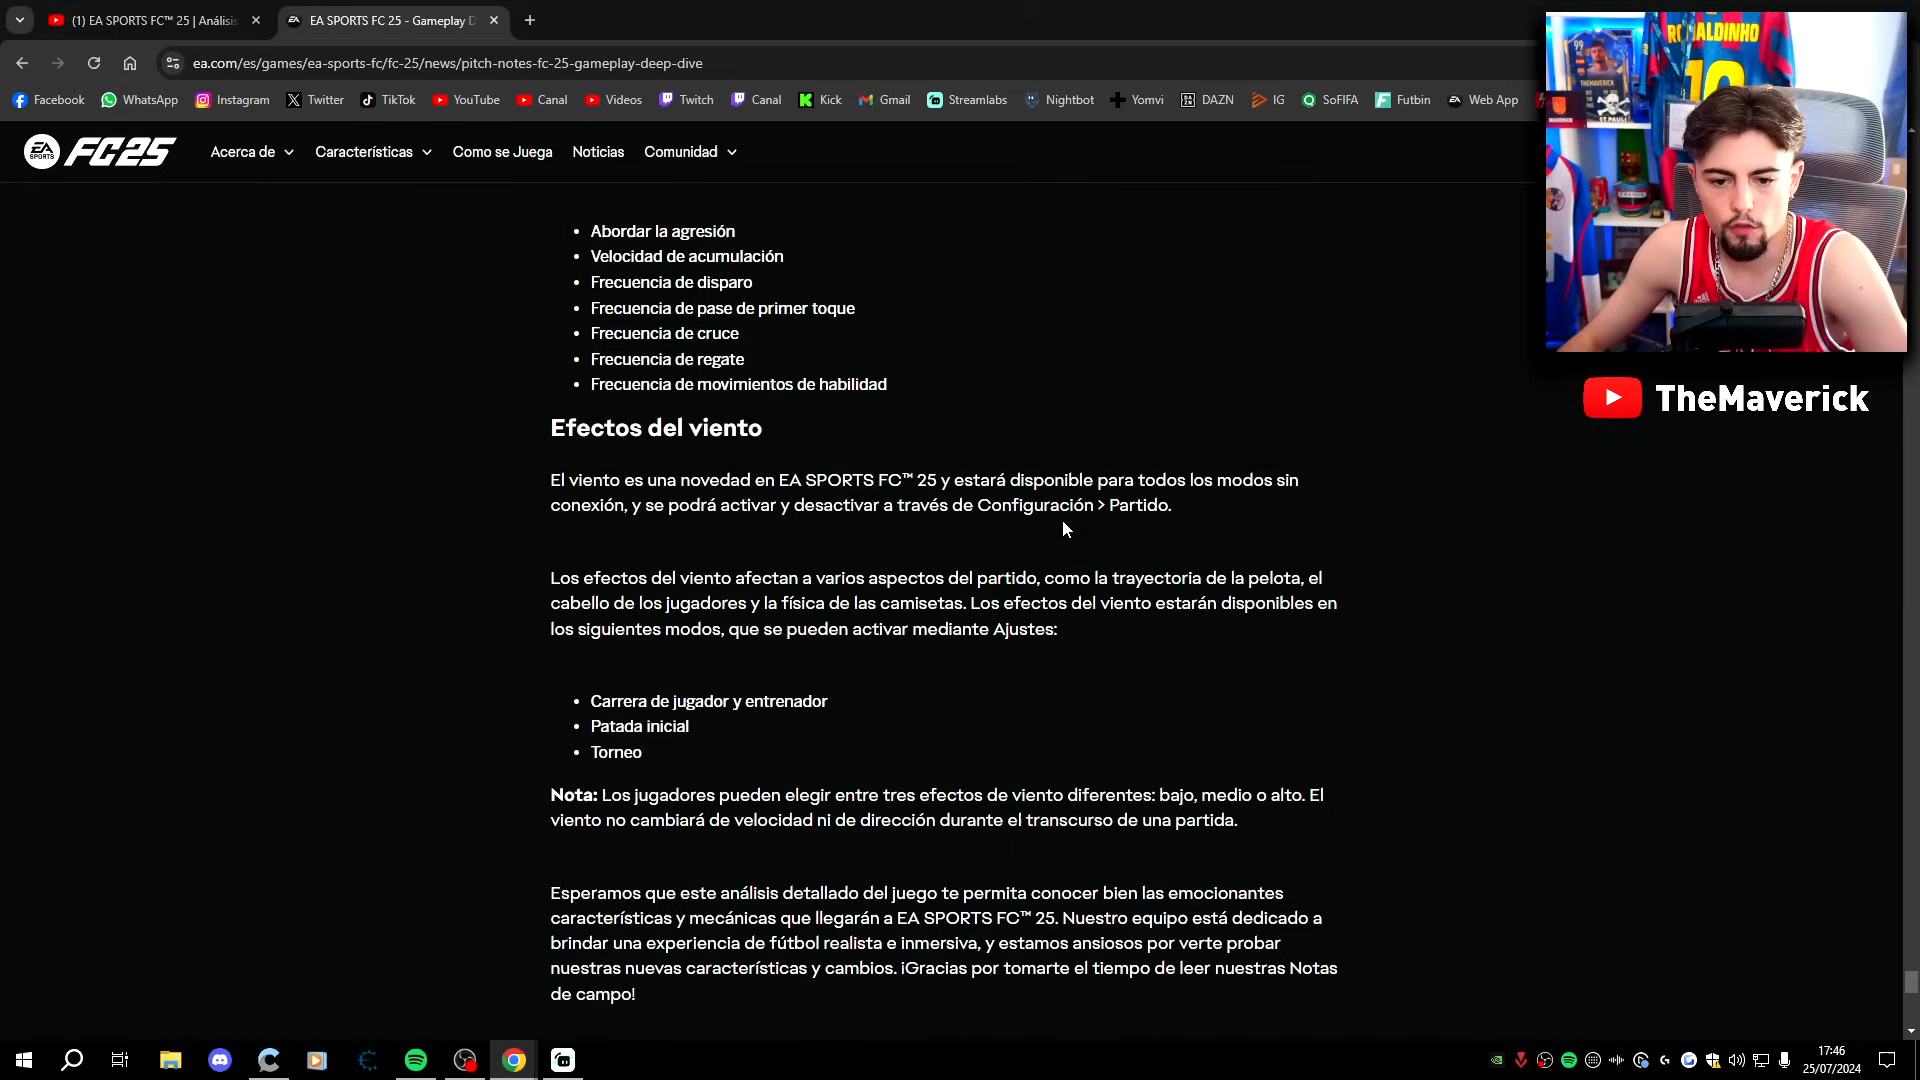 (1) EA SPORTS FC™ 25 | Análisis
EA SPORTS FC 25 - Gameplay D
ea.com/es/games/ea-sports-fc/fc-25/news/pitch-notes-fc-25-gameplay-deep-dive
Facebook WhatsApp Instagram Twitter TikTok YouTube Canal Videos Twitch Canal Kick Gmail Streamlabs Nightbot Yomvi DAZN IG SoFIFA Futbin Web App
EA SPORTS FC25 Acerca de Características Como se Juega Noticias Comunidad
RONALDINHO
10
99
THEMAVERICK
ST. PAULI
MAVERICK
TheMaverick
• Abordar la agresión
• Velocidad de acumulación
• Frecuencia de disparo
• Frecuencia de pase de primer toque
• Frecuencia de cruce
• Frecuencia de regate
• Frecuencia de movimientos de habilidad
Efectos del viento
El viento es una novedad en EA SPORTS FC™ 25 y estará disponible para todos los modos sin
conexión, y se podrá activar y desactivar a través de Configuración > Partido.
Los efectos del viento afectan a varios aspectos del partido, como la trayectoria de la pelota, el
cabello de los jugadores y la física de las camisetas. Los efectos del viento estarán disponibles en
los siguientes modos, que se pueden activar mediante Ajustes:
• Carrera de jugador y entrenador
• Patada inicial
• Torneo
Nota: Los jugadores pueden elegir entre tres efectos de viento diferentes: bajo, medio o alto. El
viento no cambiará de velocidad ni de dirección durante el transcurso de una partida.
Esperamos que este análisis detallado del juego te permita conocer bien las emocionantes
características y mecánicas que llegarán a EA SPORTS FC™ 25. Nuestro equipo está dedicado a
brindar una experiencia de fútbol realista e inmersiva, y estamos ansiosos por verte probar
nuestras nuevas características y cambios. ¡Gracias por tomarte el tiempo de leer nuestras Notas
de campo!
17:46
25/07/2024